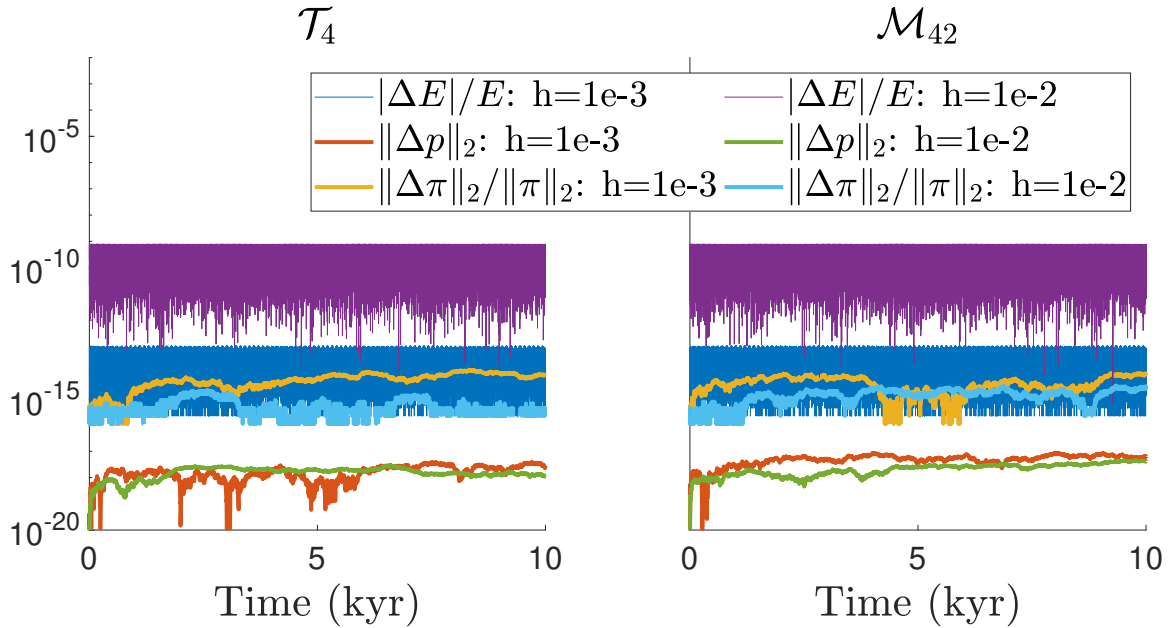 𝒯₄ ℳ₄₂
|ΔE|/E: h=1e-3 |ΔE|/E: h=1e-2
‖Δp‖₂: h=1e-3 ‖Δp‖₂: h=1e-2
‖Δπ‖₂/‖π‖₂: h=1e-3 ‖Δπ‖₂/‖π‖₂: h=1e-2
10⁻⁵
10⁻¹⁰
10⁻¹⁵
10⁻²⁰
0 5 10 0 5 10
Time (kyr) Time (kyr)